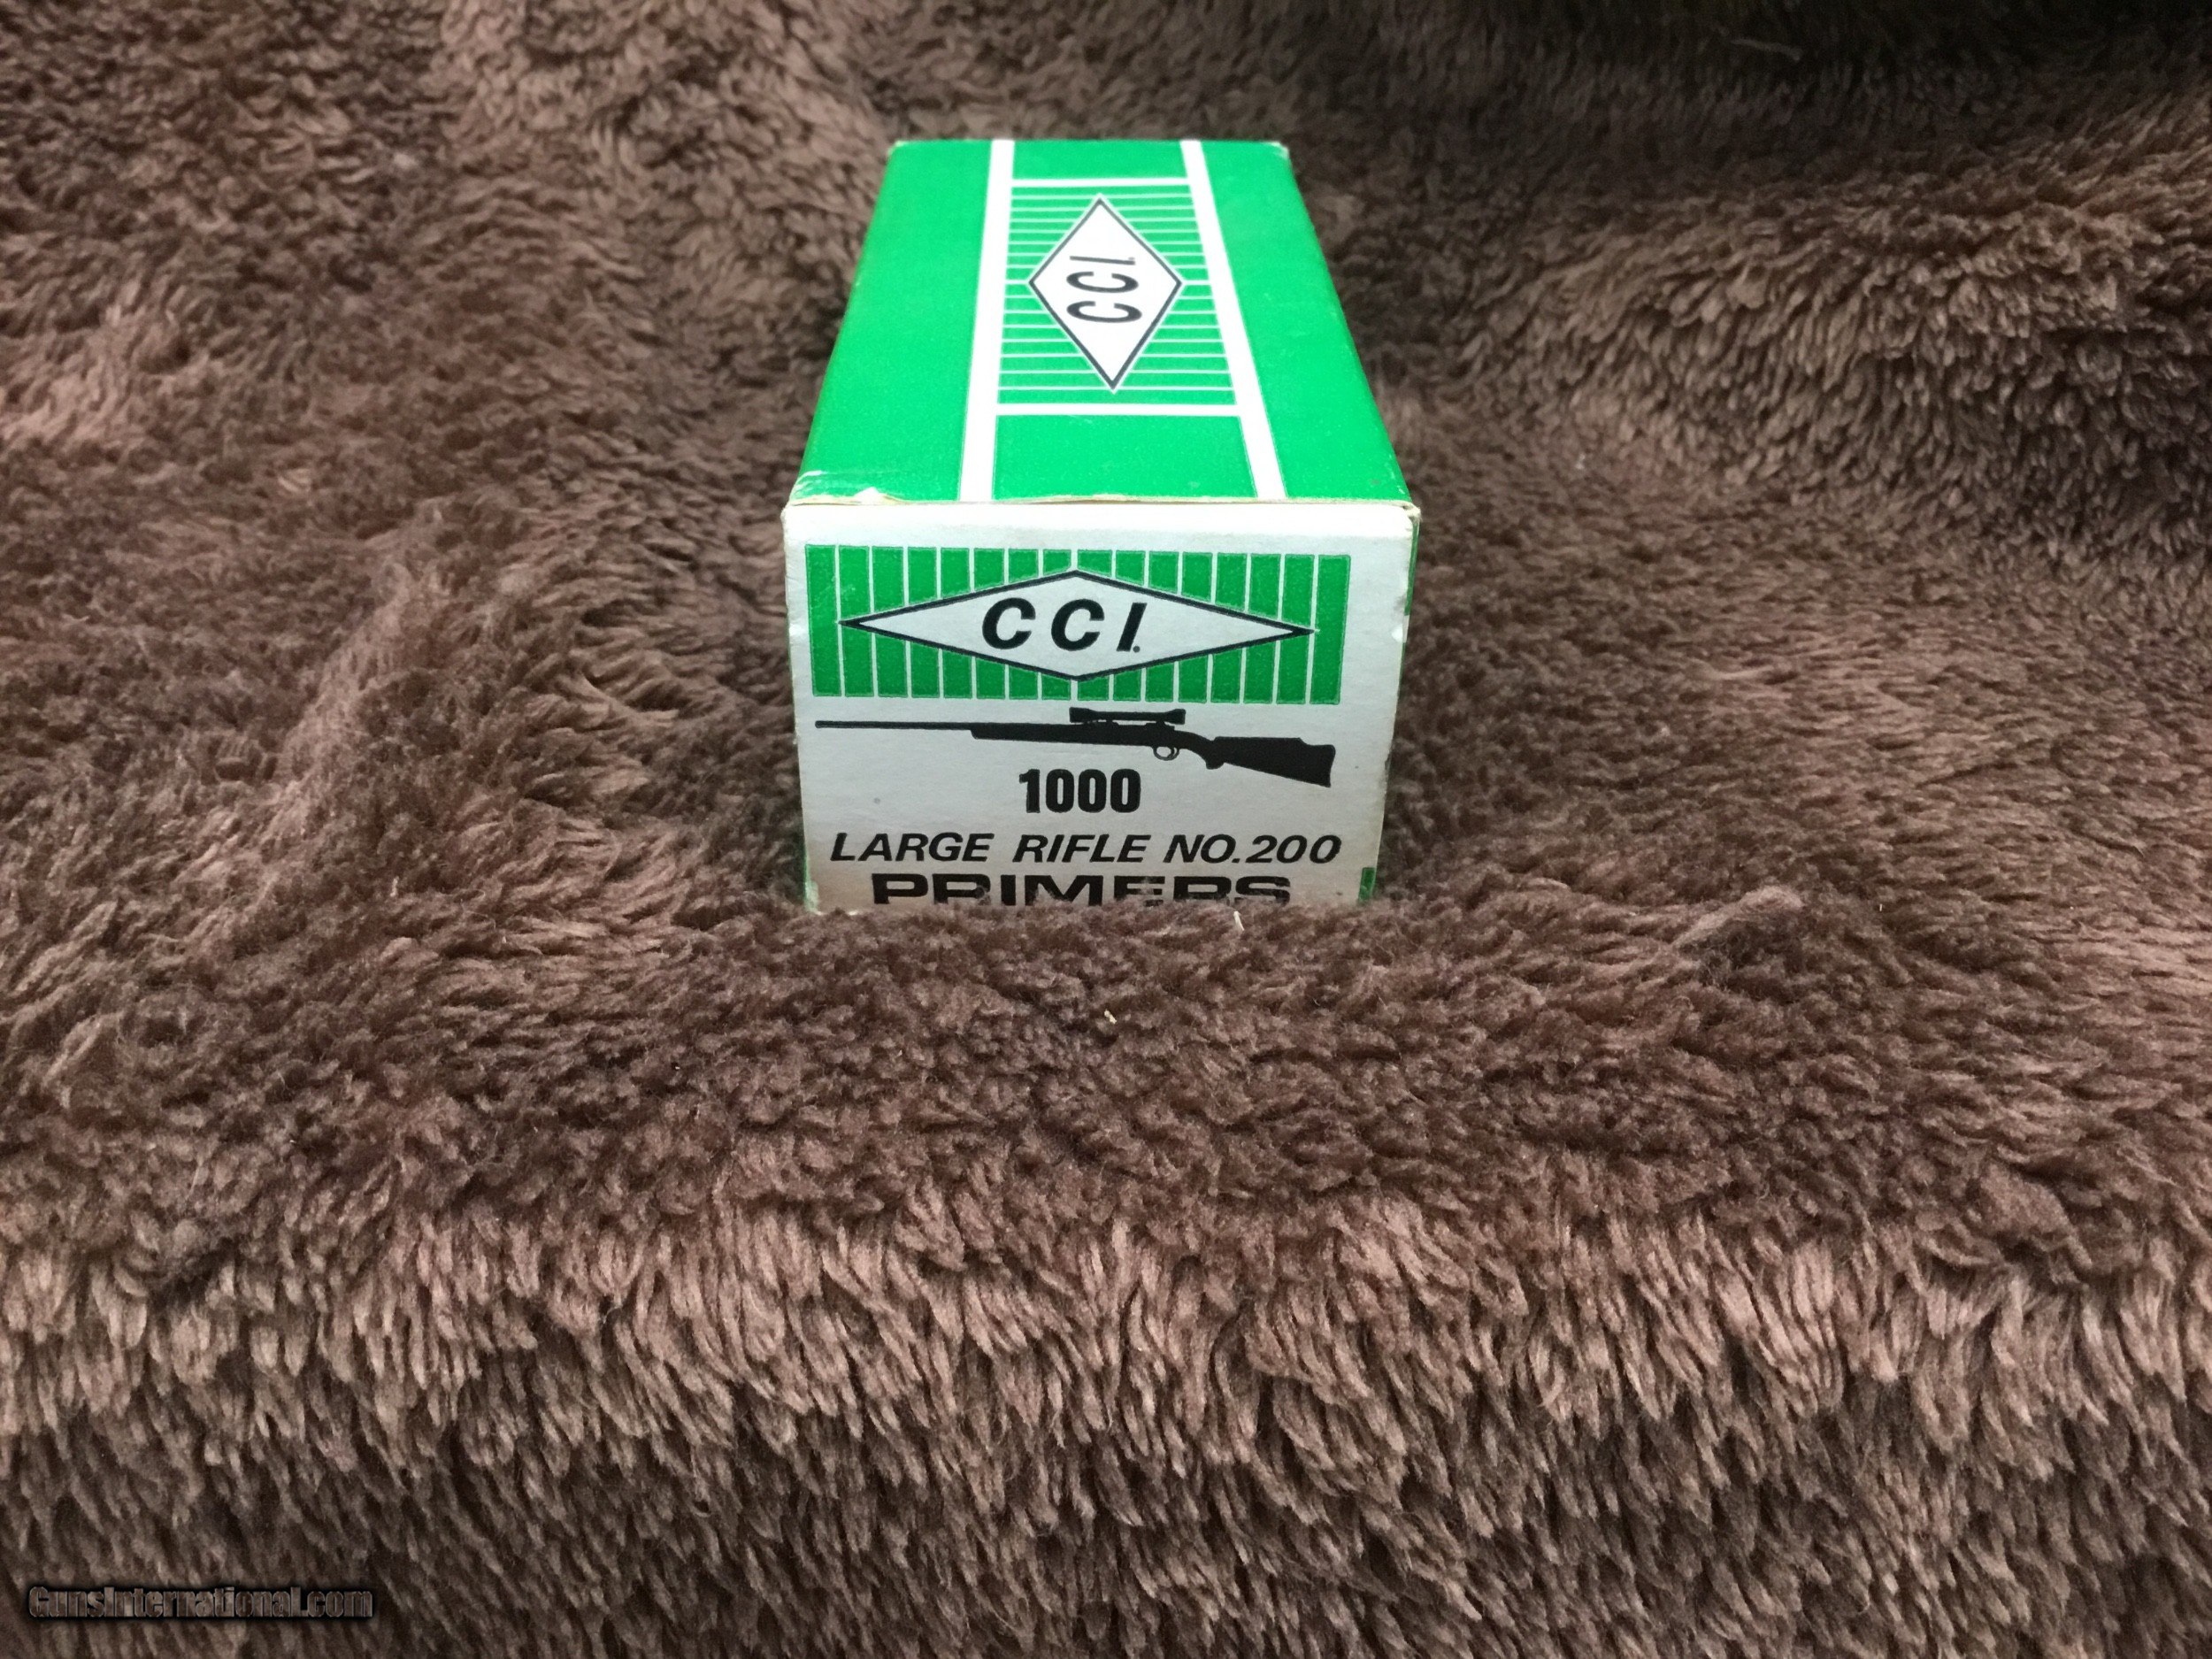 CCI.
CCI.
1000
LARGE RIFLE NO.200
PRIMERS
GunsInternational.com